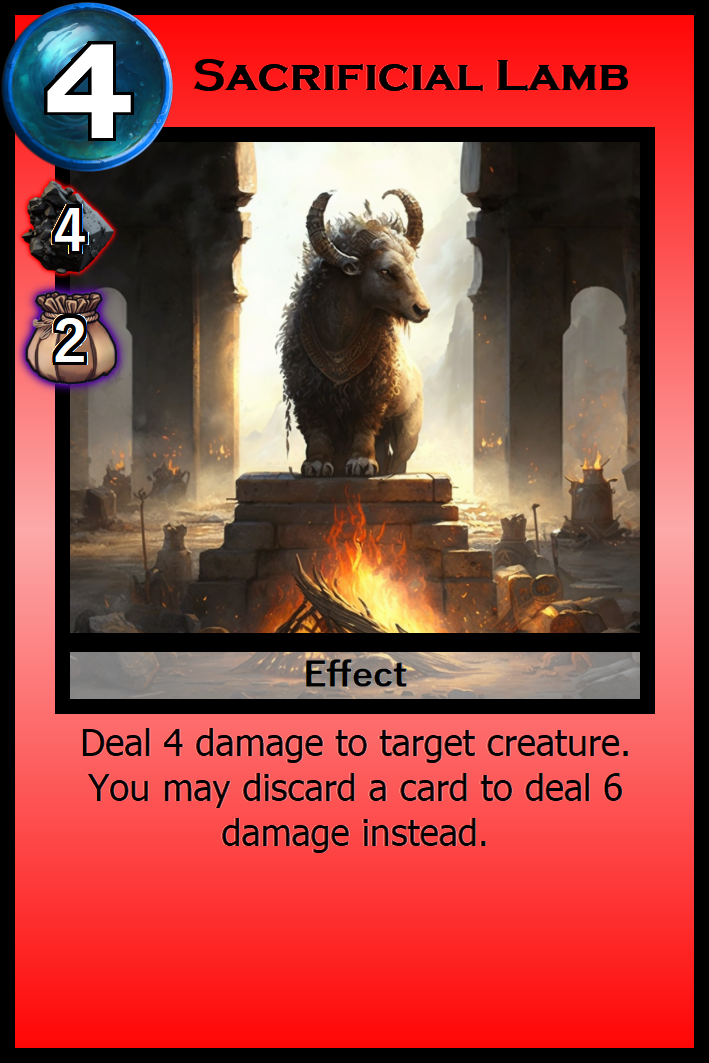 4
Sacrificial Lamb
4
2
Effect
Deal 4 damage to target creature.
You may discard a card to deal 6
damage instead.